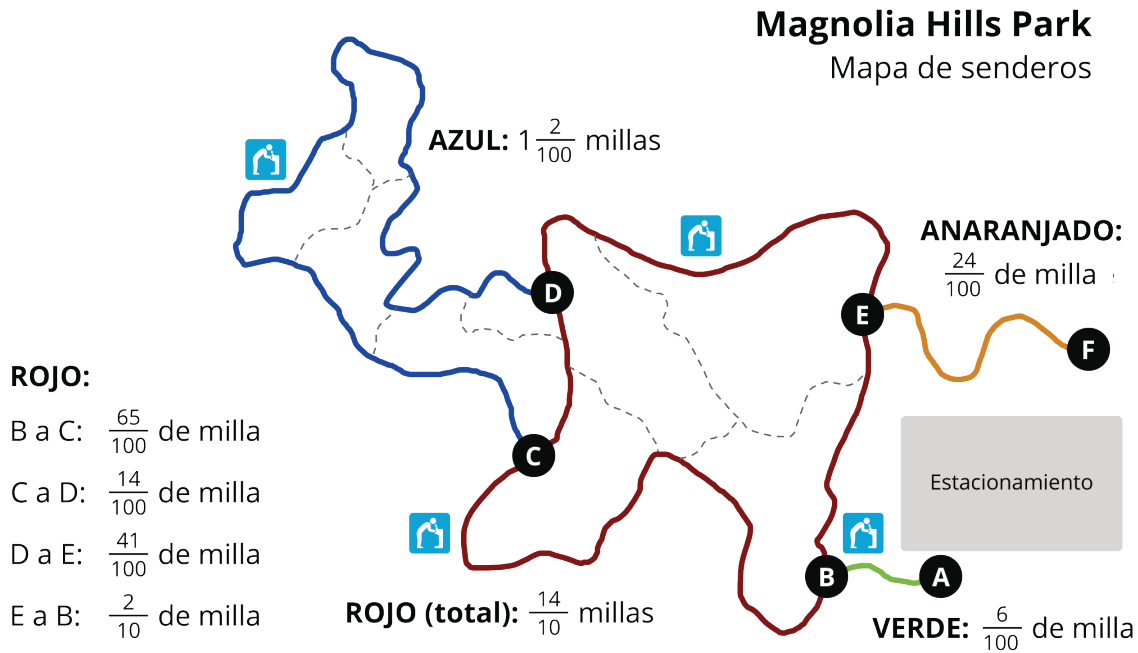 Magnolia Hills Park
Mapa de senderos
AZUL: 1 2/100 millas
ANARANJADO:
24/100 de milla
D
E
F
ROJO:
B a C: 65/100 de milla
C a D: 14/100 de milla
D a E: 41/100 de milla
E a B: 2/10 de milla
C
Estacionamiento
B
A
ROJO (total): 14/10 millas
VERDE: 6/100 de milla